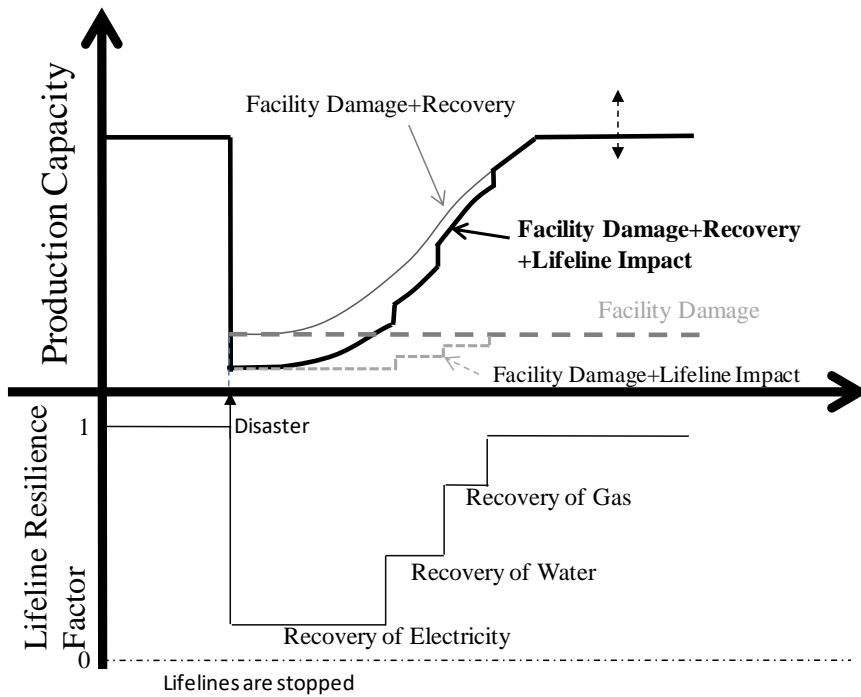 Production Capacity
Facility Damage+Recovery
Facility Damage+Recovery
+Lifeline Impact
Facility Damage
Facility Damage+Lifeline Impact
Lifeline Resilience
Factor
1
Disaster
Recovery of Gas
Recovery of Water
Recovery of Electricity
0
Lifelines are stopped